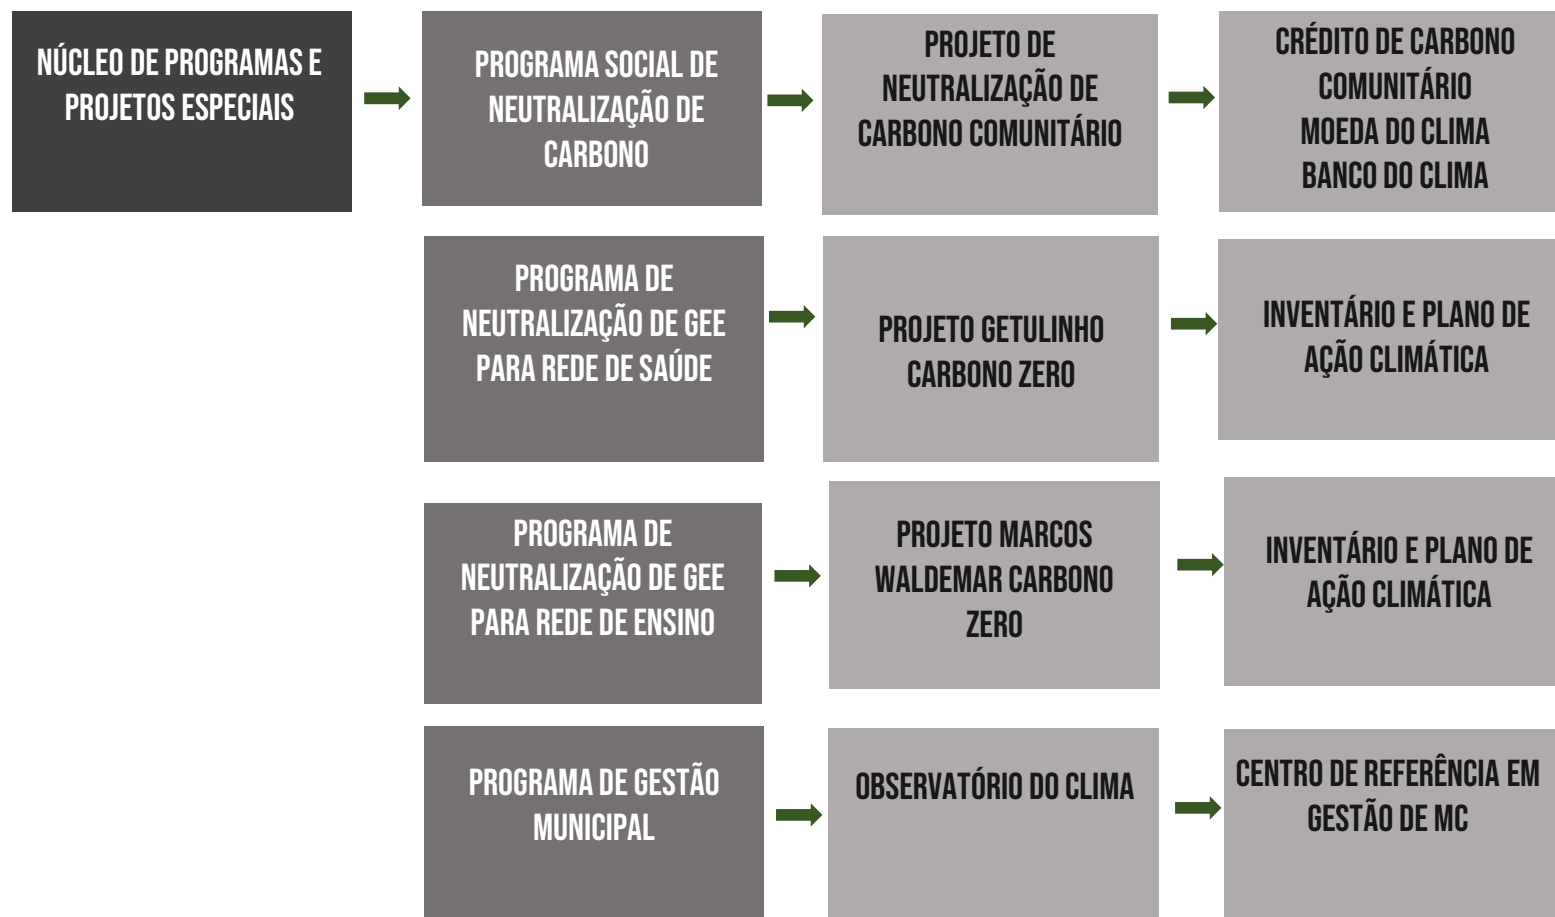 NÚCLEO DE PROGRAMAS E
PROJETOS ESPECIAIS
PROGRAMA SOCIAL DE
NEUTRALIZAÇÃO DE
CARBONO
PROJETO DE
NEUTRALIZAÇÃO DE
CARBONO COMUNITÁRIO
CRÉDITO DE CARBONO
COMUNITÁRIO
MOEDA DO CLIMA
BANCO DO CLIMA
PROGRAMA DE
NEUTRALIZAÇÃO DE GEE
PARA REDE DE SAÚDE
PROJETO GETULINHO
CARBONO ZERO
INVENTÁRIO E PLANO DE
AÇÃO CLIMÁTICA
PROGRAMA DE
NEUTRALIZAÇÃO DE GEE
PARA REDE DE ENSINO
PROJETO MARCOS
WALDEMAR CARBONO
ZERO
INVENTÁRIO E PLANO DE
AÇÃO CLIMÁTICA
PROGRAMA DE GESTÃO
MUNICIPAL
OBSERVATÓRIO DO CLIMA
CENTRO DE REFERÊNCIA EM
GESTÃO DE MC